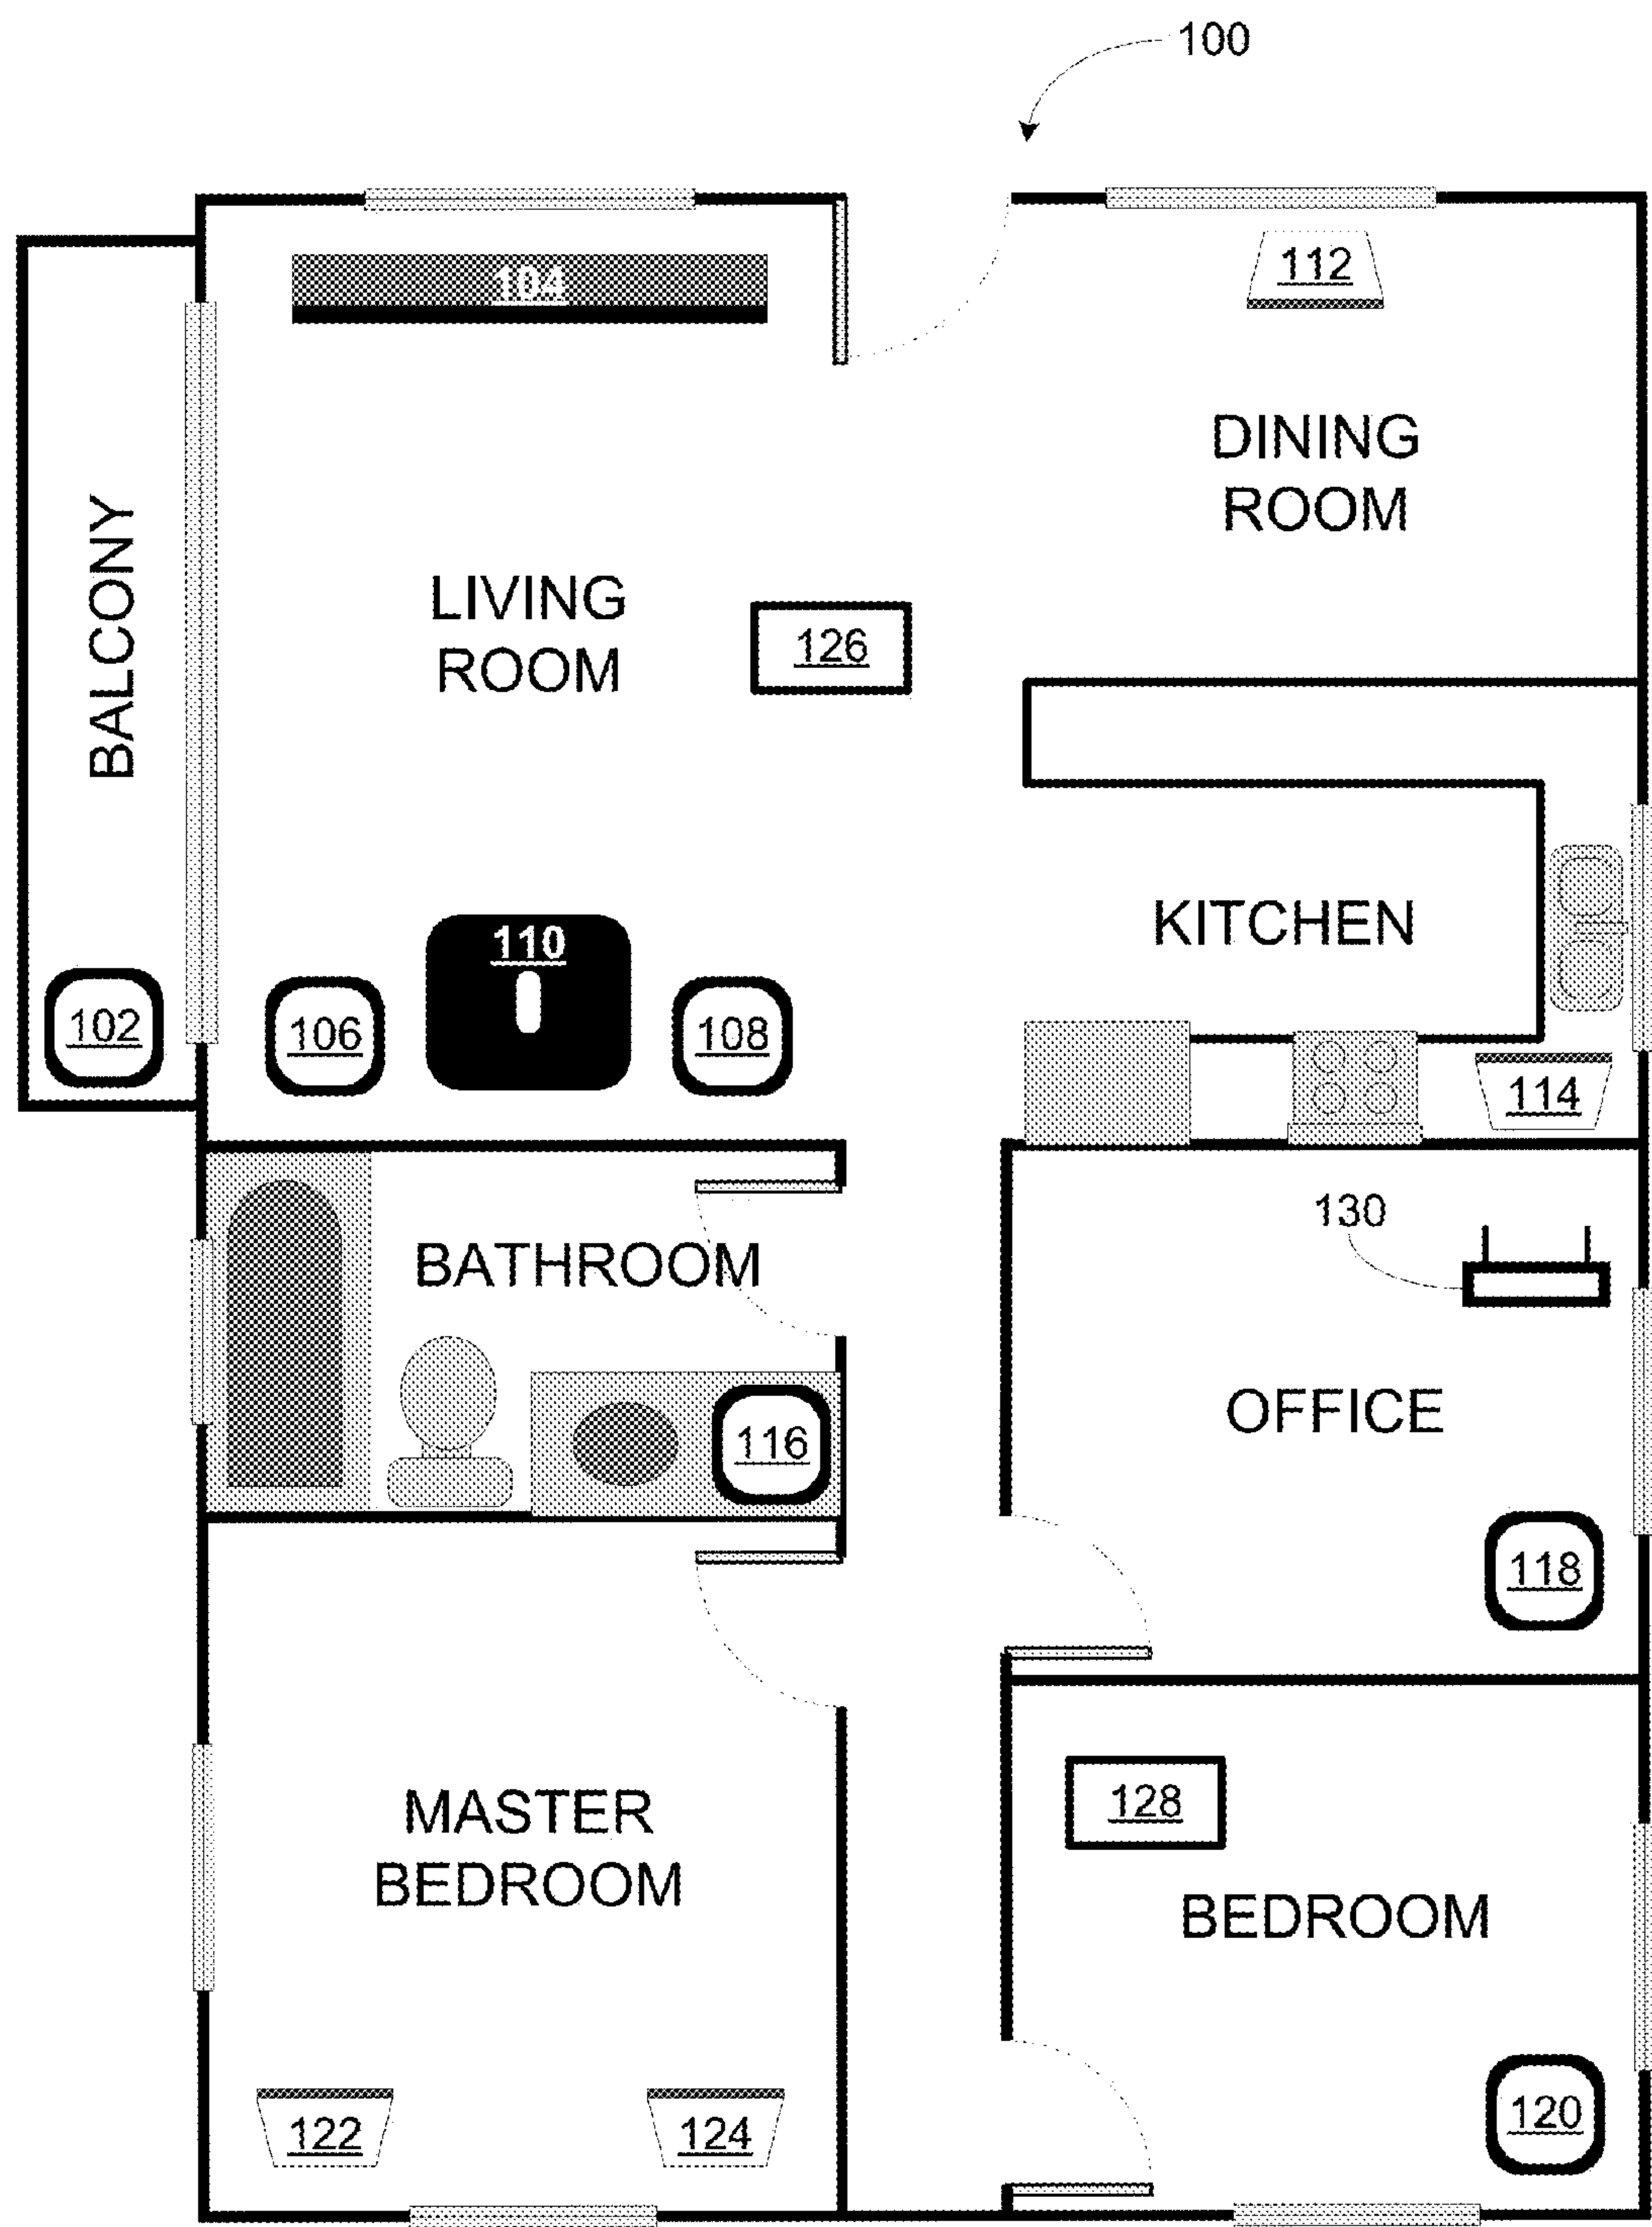 100
104
112
DINING
ROOM
BALCONY
LIVING
ROOM
126
KITCHEN
110
102
106
108
114
130
BATHROOM
OFFICE
116
118
128
MASTER
BEDROOM
BEDROOM
122
124
120